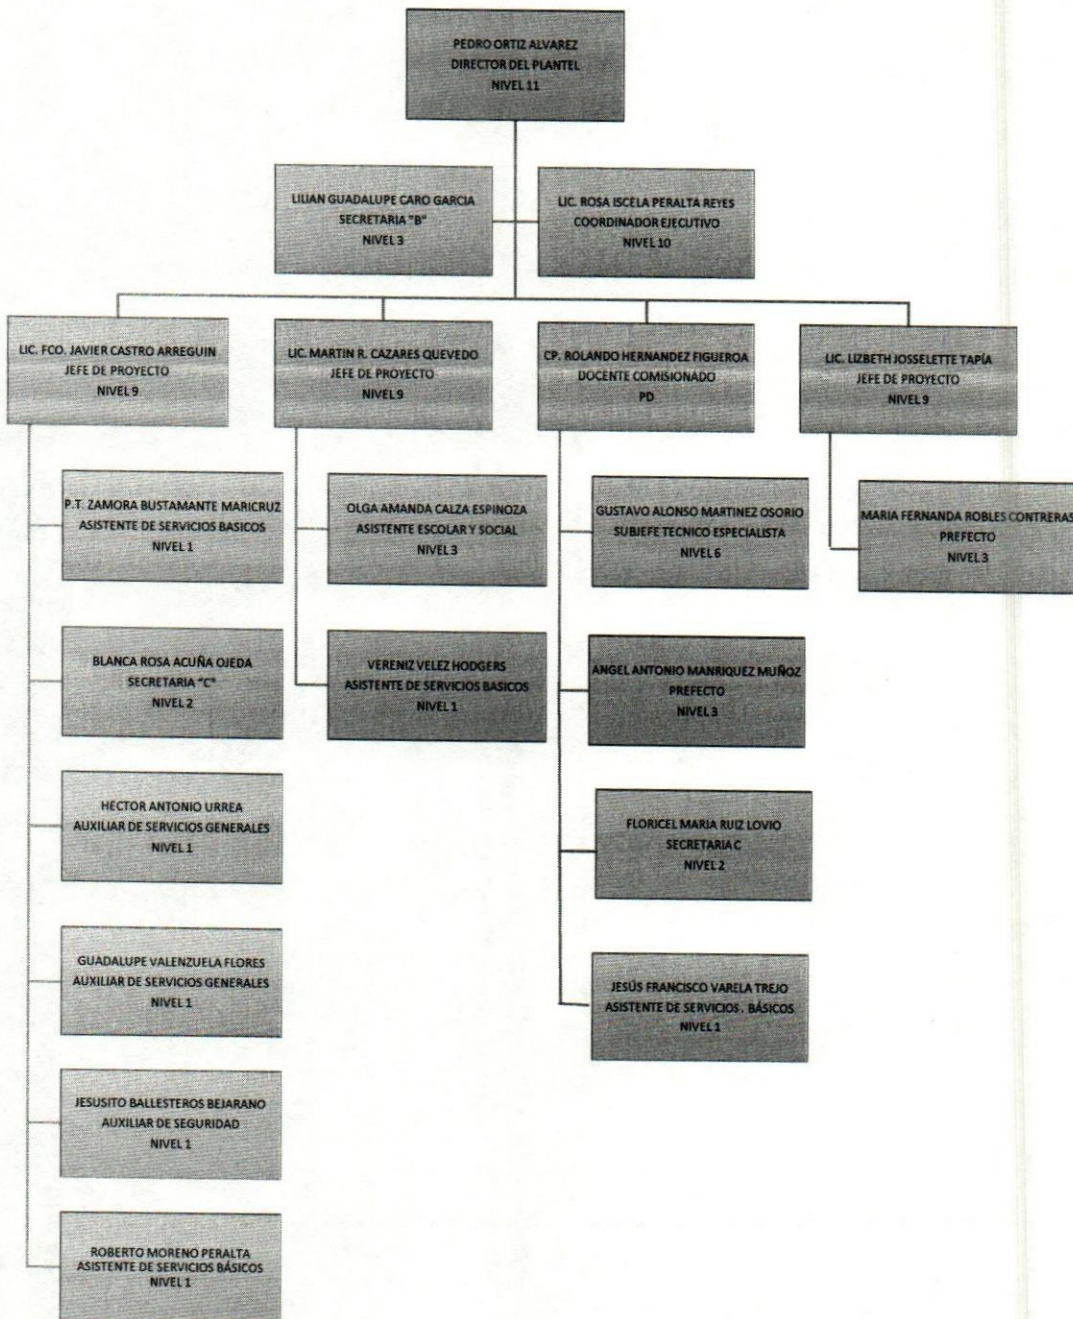 PEDRO ORTIZ ALVAREZ
DIRECTOR DEL PLANTEL
NIVEL 11
LILIAN GUADALUPE CARO GARCIA
SECRETARIA "B"
NIVEL 3
LIC. ROSA ISCELA PERALTA REYES
COORDINADOR EJECUTIVO
NIVEL 10
LIC. FCO. JAVIER CASTRO ARREGUIN
JEFE DE PROYECTO
NIVEL 9
LIC. MARTIN R. CAZARES QUEVEDO
JEFE DE PROYECTO
NIVEL 9
CP. ROLANDO HERNANDEZ FIGUEROA
DOCENTE COMISIONADO
PD
LIC. LIZBETH JOSSELETTE TAPÍA
JEFE DE PROYECTO
NIVEL 9
P.T. ZAMORA BUSTAMANTE MARICRUZ
ASISTENTE DE SERVICIOS BASICOS
NIVEL 1
OLGA AMANDA CALZA ESPINOZA
ASISTENTE ESCOLAR Y SOCIAL
NIVEL 3
GUSTAVO ALONSO MARTINEZ OSORIO
SUBJEFE TECNICO ESPECIALISTA
NIVEL 6
MARIA FERNANDA ROBLES CONTRERAS
PREFECTO
NIVEL 3
BLANCA ROSA ACUÑA OJEDA
SECRETARIA "C"
NIVEL 2
VERENIZ VELEZ HODGERS
ASISTENTE DE SERVICIOS BASICOS
NIVEL 1
ANGEL ANTONIO MANRIQUEZ MUÑOZ
PREFECTO
NIVEL 3
HECTOR ANTONIO URREA
AUXILIAR DE SERVICIOS GENERALES
NIVEL 1
FLORICEL MARIA RUIZ LOVIO
SECRETARIA C
NIVEL 2
GUADALUPE VALENZUELA FLORES
AUXILIAR DE SERVICIOS GENERALES
NIVEL 1
JESÚS FRANCISCO VARELA TREJO
ASISTENTE DE SERVICIOS . BÁSICOS
NIVEL 1
JESUSITO BALLESTEROS BEJARANO
AUXILIAR DE SEGURIDAD
NIVEL 1
ROBERTO MORENO PERALTA
ASISTENTE DE SERVICIOS BÁSICOS
NIVEL 1